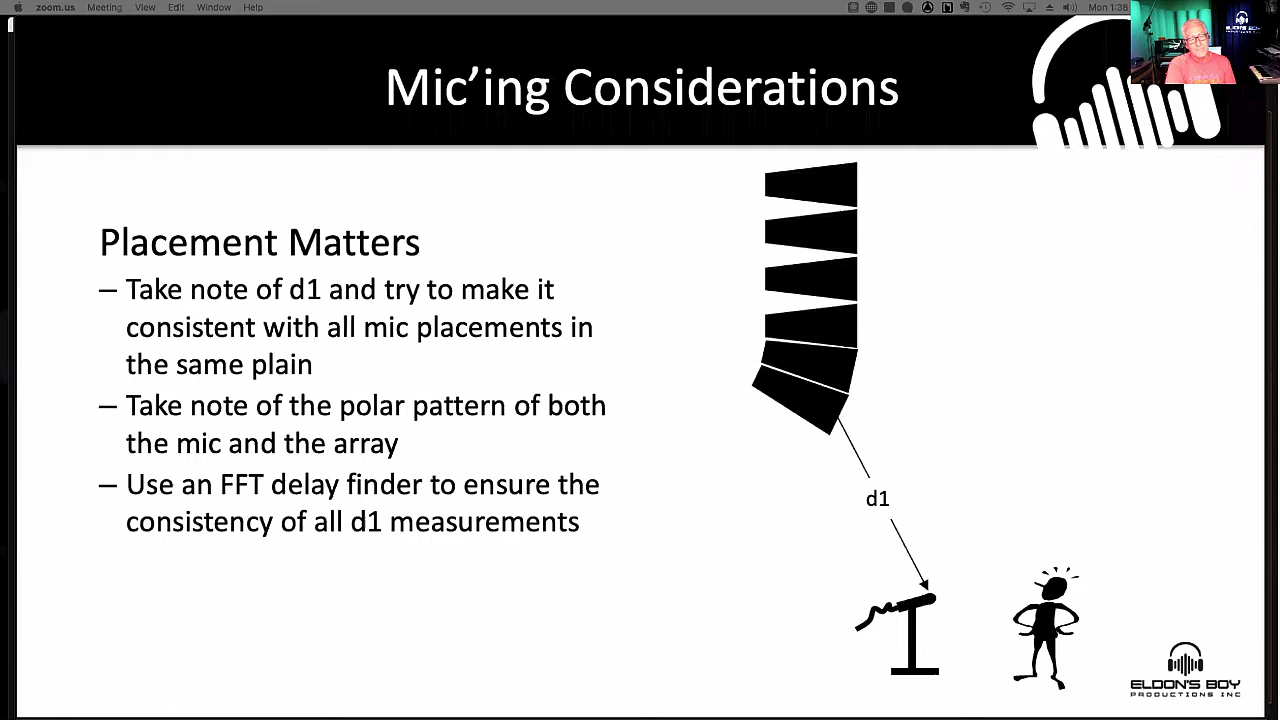 zoom.us Meeting View Edit Window Help
Mon 1:38
ELDON'S BOY
Mic’ing Considerations
Placement Matters
– Take note of d1 and try to make it
consistent with all mic placements in
the same plain
– Take note of the polar pattern of both
the mic and the array
– Use an FFT delay finder to ensure the
consistency of all d1 measurements
d1
ELDON'S BOY
PRODUCTIONS INC